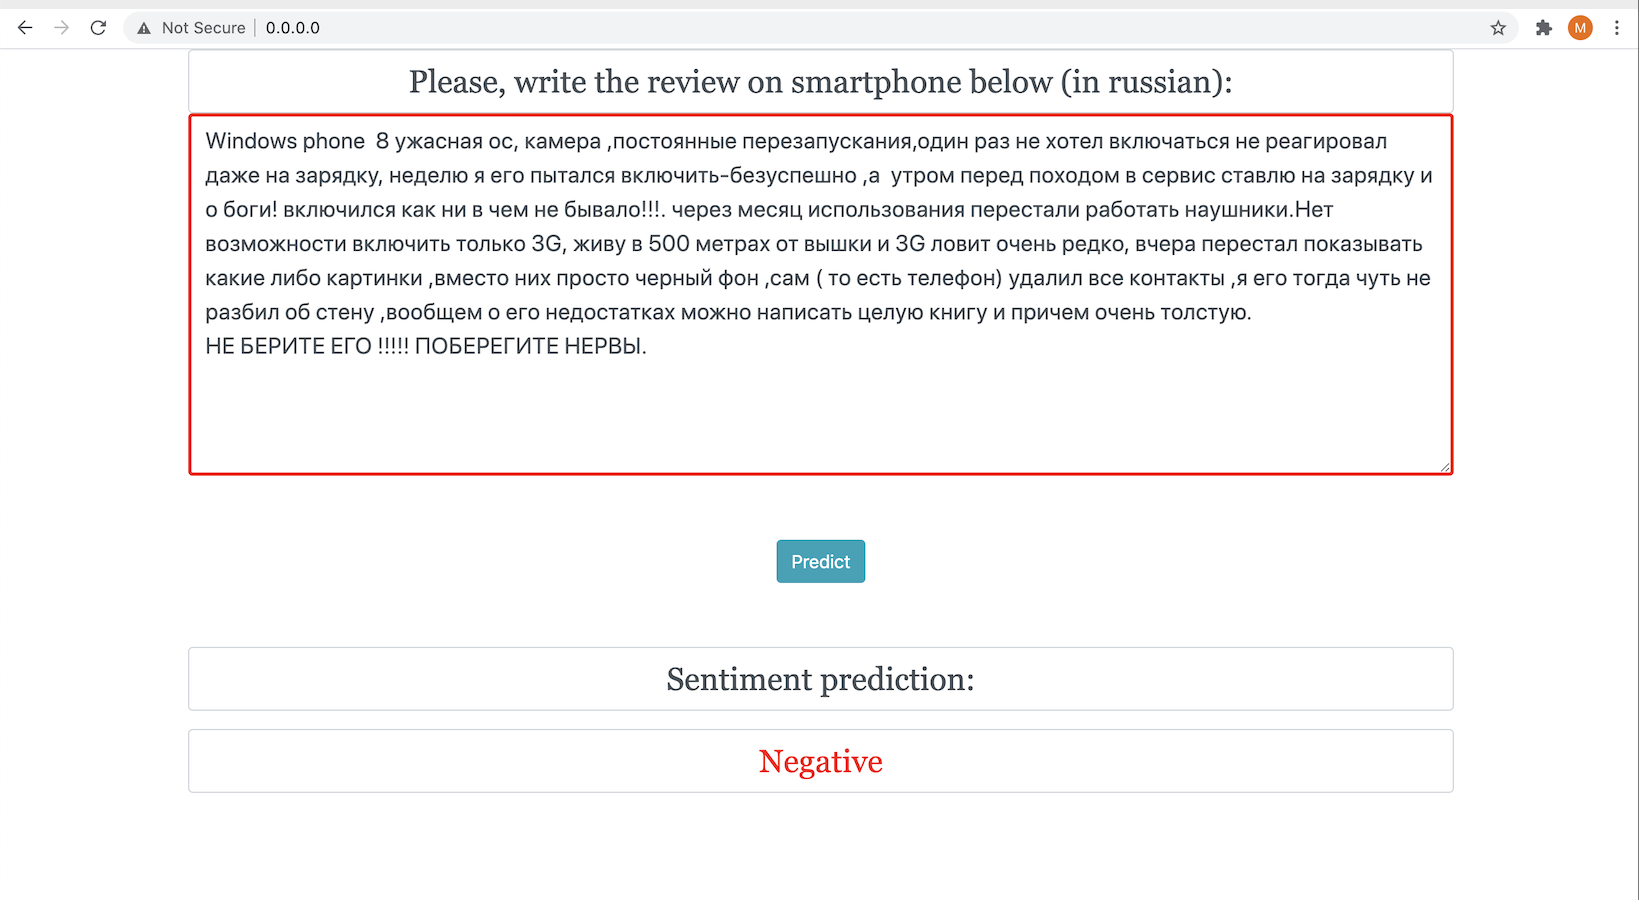 Not Secure 0.0.0.0 M
Please, write the review on smartphone below (in russian):
Windows phone  8 ужасная ос, камера ,постоянные перезапускания,один раз не хотел включаться не реагировал
даже на зарядку, неделю я его пытался включить-безуспешно ,а  утром перед походом в сервис ставлю на зарядку и
о боги! включился как ни в чем не бывало!!!. через месяц использования перестали работать наушники.Нет
возможности включить только 3G, живу в 500 метрах от вышки и 3G ловит очень редко, вчера перестал показывать
какие либо картинки ,вместо них просто черный фон ,сам ( то есть телефон) удалил все контакты ,я его тогда чуть не
разбил об стену ,вообщем о его недостатках можно написать целую книгу и причем очень толстую.
НЕ БЕРИТЕ ЕГО !!!!! ПОБЕРЕГИТЕ НЕРВЫ.
Predict
Sentiment prediction:
Negative